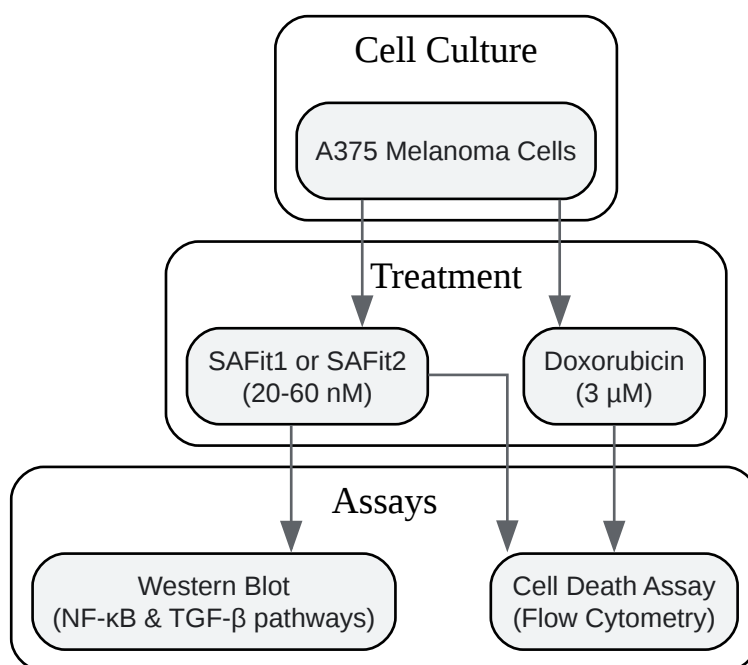 Cell Culture
A375 Melanoma Cells
Treatment
SAFit1 or SAFit2
(20-60 nM)
Doxorubicin
(3 µM)
Assays
Western Blot
(NF-κB & TGF-β pathways)
Cell Death Assay
(Flow Cytometry)